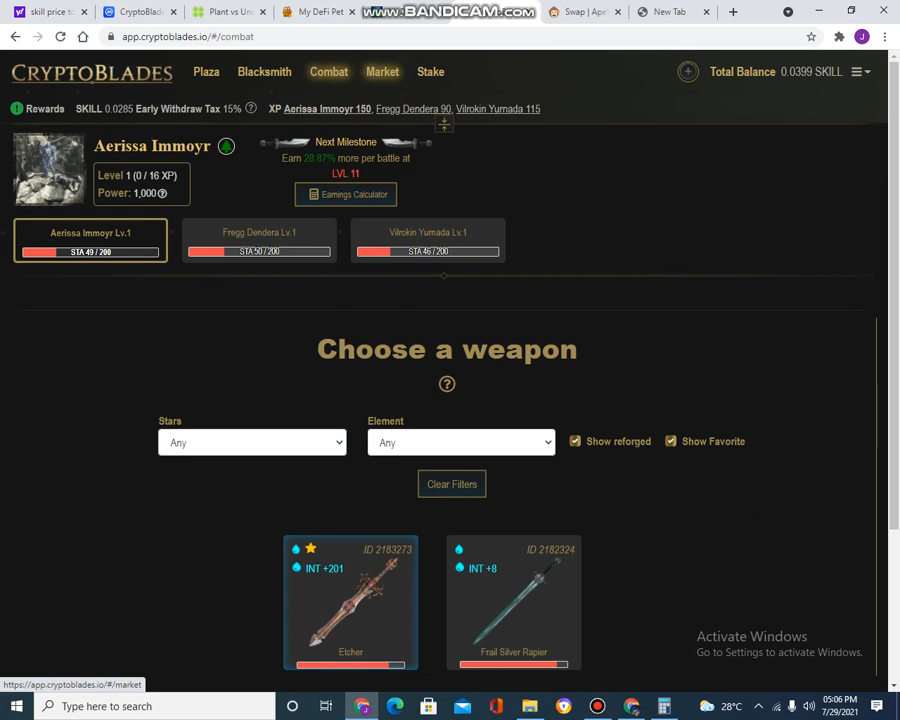 skill price to
CryptoBlades
Plant vs Un
My DeFi Pet
www.BANDICAM.com
Swap | Ape
New Tab
app.cryptoblades.io/#/combat
J
CRYPTOBLADES
Plaza
Blacksmith
Combat
Market
Stake
Total Balance 0.0399 SKILL
Rewards SKILL 0.0285 Early Withdraw Tax 15% ? XP Aerissa Immoyr 150, Fregg Dendera 90, Vilrokin Yumada 115
Aerissa Immoyr
Level 1 (0 / 16 XP)
Power: 1,000 ?
Next Milestone
Earn 28.87% more per battle at
LVL 11
Earnings Calculator
Aerissa Immoyr Lv.1
STA 49 / 200
Fregg Dendera Lv.1
STA 50 / 200
Vilrokin Yumada Lv.1
STA 46 / 200
Choose a weapon
?
Stars
Any
Element
Any
Show reforged
Show Favorite
Clear Filters
ID 2183273
INT +201
Etcher
ID 2182324
INT +8
Frail Silver Rapier
Activate Windows
Go to Settings to activate Windows.
https://app.cryptoblades.io/#/market
Type here to search
28°C
05:06 PM
7/29/2021